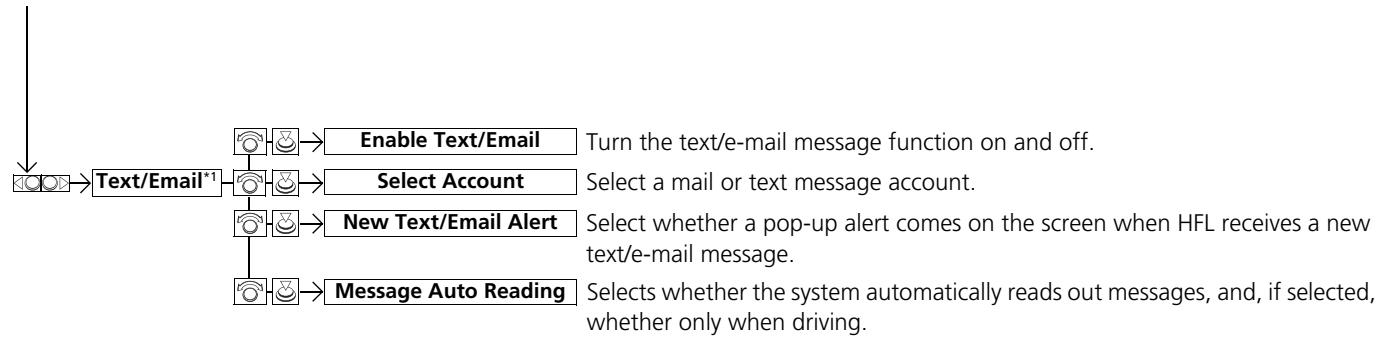 Enable Text/Email Turn the text/e-mail message function on and off.
Text/Email*1
Select Account Select a mail or text message account.
New Text/Email Alert Select whether a pop-up alert comes on the screen when HFL receives a new
text/e-mail message.
Message Auto Reading Selects whether the system automatically reads out messages, and, if selected,
whether only when driving.